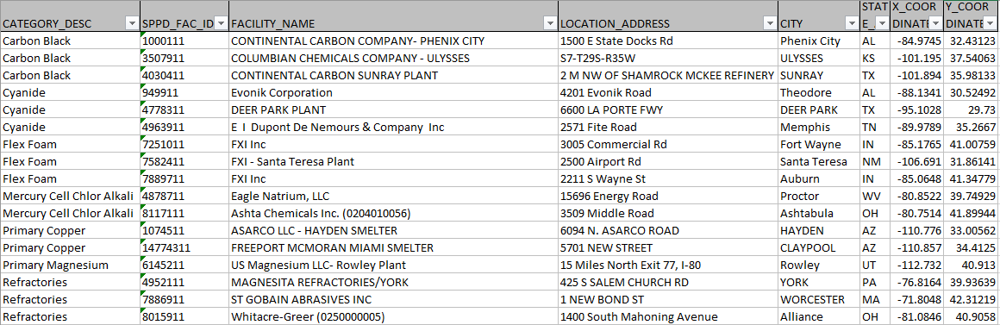 CATEGORY_DESC SPPD_FAC_ID FACILITY_NAME LOCATION_ADDRESS CITY STATE_ X_COORDINATE Y_COORDINATE
Carbon Black 1000111 CONTINENTAL CARBON COMPANY- PHENIX CITY 1500 E State Docks Rd Phenix City AL -84.9745 32.43123
Carbon Black 3507911 COLUMBIAN CHEMICALS COMPANY - ULYSSES S7-T29S-R35W ULYSSES KS -101.195 37.54063
Carbon Black 4030411 CONTINENTAL CARBON SUNRAY PLANT 2 M NW OF SHAMROCK MCKEE REFINERY SUNRAY TX -101.894 35.98133
Cyanide 949911 Evonik Corporation 4201 Evonik Road Theodore AL -88.1341 30.52492
Cyanide 4778311 DEER PARK PLANT 6600 LA PORTE FWY DEER PARK TX -95.1028 29.73
Cyanide 4963911 E I Dupont De Nemours & Company Inc 2571 Fite Road Memphis TN -89.9789 35.2667
Flex Foam 7251011 FXI Inc 3005 Commercial Rd Fort Wayne IN -85.1765 41.00759
Flex Foam 7582411 FXI - Santa Teresa Plant 2500 Airport Rd Santa Teresa NM -106.691 31.86141
Flex Foam 7889711 FXI Inc 2211 S Wayne St Auburn IN -85.0648 41.34779
Mercury Cell Chlor Alkali 4878711 Eagle Natrium, LLC 15696 Energy Road Proctor WV -80.8522 39.74929
Mercury Cell Chlor Alkali 8117111 Ashta Chemicals Inc. (0204010056) 3509 Middle Road Ashtabula OH -80.7514 41.89944
Primary Copper 1074511 ASARCO LLC - HAYDEN SMELTER 6094 N. ASARCO ROAD HAYDEN AZ -110.776 33.00562
Primary Copper 14774311 FREEPORT MCMORAN MIAMI SMELTER 5701 NEW STREET CLAYPOOL AZ -110.857 34.4125
Primary Magnesium 6145211 US Magnesium LLC- Rowley Plant 15 Miles North Exit 77, I-80 Rowley UT -112.732 40.913
Refractories 4952111 MAGNESITA REFRACTORIES/YORK 425 S SALEM CHURCH RD YORK PA -76.8164 39.93639
Refractories 7886911 ST GOBAIN ABRASIVES INC 1 NEW BOND ST WORCESTER MA -71.8048 42.31219
Refractories 8015911 Whitacre-Greer (0250000005) 1400 South Mahoning Avenue Alliance OH -81.0846 40.9058